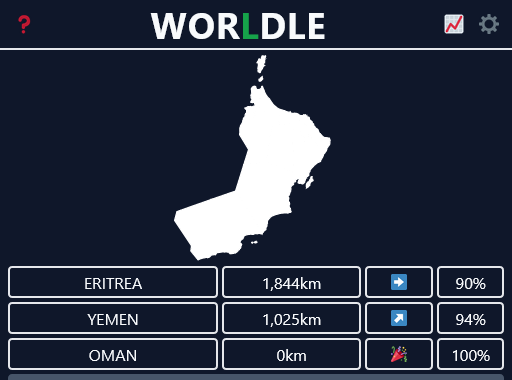 ?
WORLDLE
ERITREA 1,844km ➡️ 90%
YEMEN 1,025km ↗️ 94%
OMAN 0km 🎉 100%